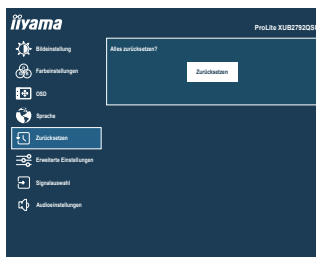 iiyama
ProLite XUB2792QS
Bildeinstellung
Alles zurücksetzen?
Zurücksetzen
Farbeinstellungen
OSD
Sprache
Zurücksetzen
Erweiterte Einstellungen
Signalauswahl
Audioeinstellungen